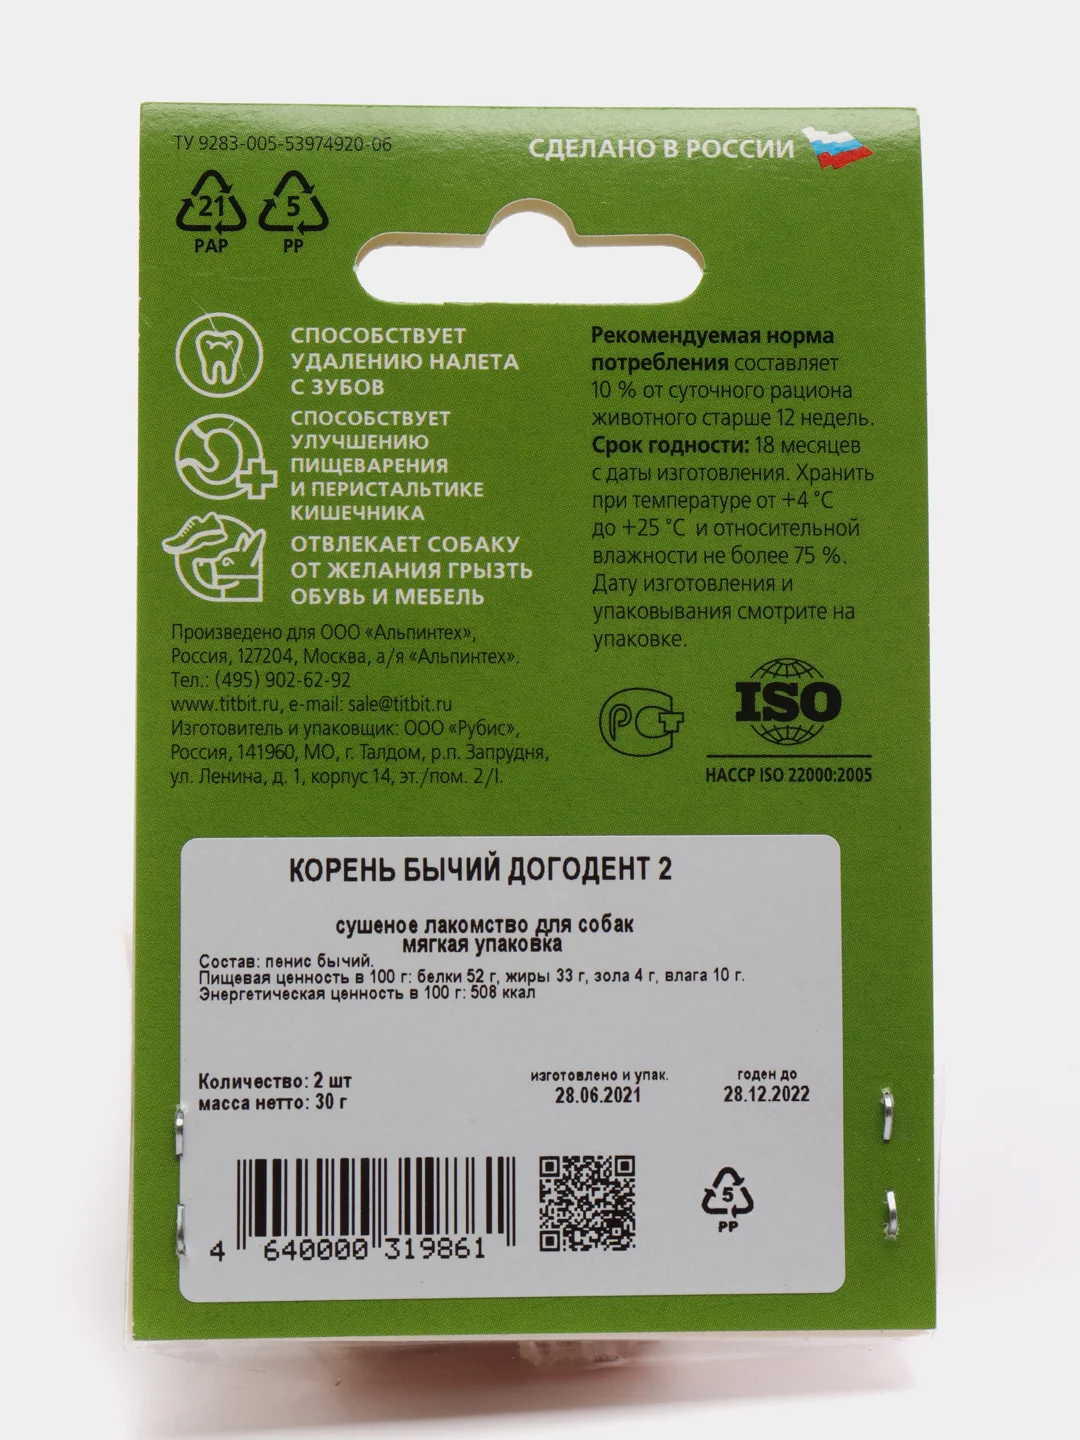 ТУ 9283-005-53974920-06
СДЕЛАНО В РОССИИ
21
PAP
5
PP
СПОСОБСТВУЕТ
УДАЛЕНИЮ НАЛЕТА
С ЗУБОВ
СПОСОБСТВУЕТ
УЛУЧШЕНИЮ
ПИЩЕВАРЕНИЯ
И ПЕРИСТАЛЬТИКЕ
КИШЕЧНИКА
ОТВЛЕКАЕТ СОБАКУ
ОТ ЖЕЛАНИЯ ГРЫЗТЬ
ОБУВЬ И МЕБЕЛЬ
Произведено для ООО «Альпинтех»,
Россия, 127204, Москва, а/я «Альпинтех».
Тел.: (495) 902-62-92
www.titbit.ru, e-mail: sale@titbit.ru
Изготовитель и упаковщик: ООО «Рубис»,
Россия, 141960, МО, г. Талдом, р.п. Запрудня,
ул. Ленина, д. 1, корпус 14, эт./пом. 2/I.
Рекомендуемая норма
потребления составляет
10 % от суточного рациона
животного старше 12 недель.
Срок годности: 18 месяцев
с даты изготовления. Хранить
при температуре от +4 °С
до +25 °С и относительной
влажности не более 75 %.
Дату изготовления и
упаковывания смотрите на
упаковке.
РСТ
ISO
HACCP ISO 22000:2005
КОРЕНЬ БЫЧИЙ ДОГОДЕНТ 2
сушеное лакомство для собак
мягкая упаковка
Состав: пенис бычий.
Пищевая ценность в 100 г: белки 52 г, жиры 33 г, зола 4 г, влага 10 г.
Энергетическая ценность в 100 г: 508 ккал
Количество: 2 шт
масса нетто: 30 г
изготовлено и упак.
28.06.2021
годен до
28.12.2022
4 640000 319861
5
PP